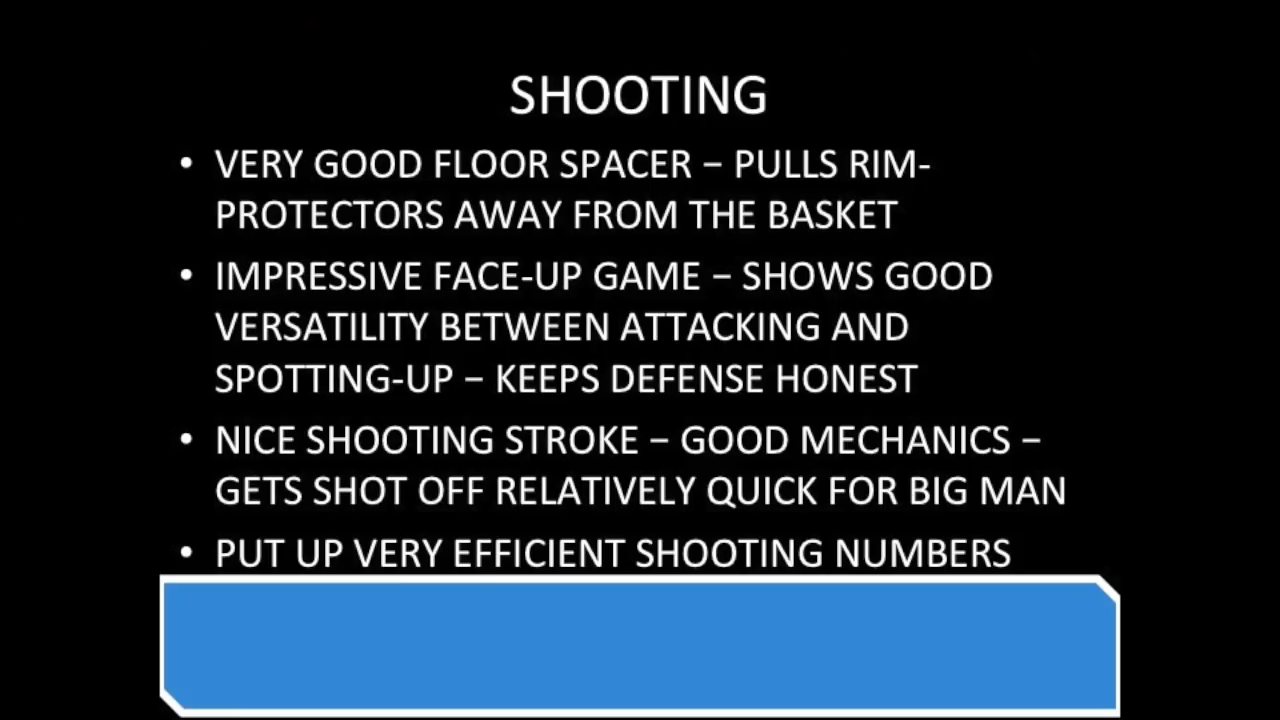 SHOOTING
• VERY GOOD FLOOR SPACER – PULLS RIM-
PROTECTORS AWAY FROM THE BASKET
• IMPRESSIVE FACE-UP GAME – SHOWS GOOD
VERSATILITY BETWEEN ATTACKING AND
SPOTTING-UP – KEEPS DEFENSE HONEST
• NICE SHOOTING STROKE – GOOD MECHANICS –
GETS SHOT OFF RELATIVELY QUICK FOR BIG MAN
• PUT UP VERY EFFICIENT SHOOTING NUMBERS